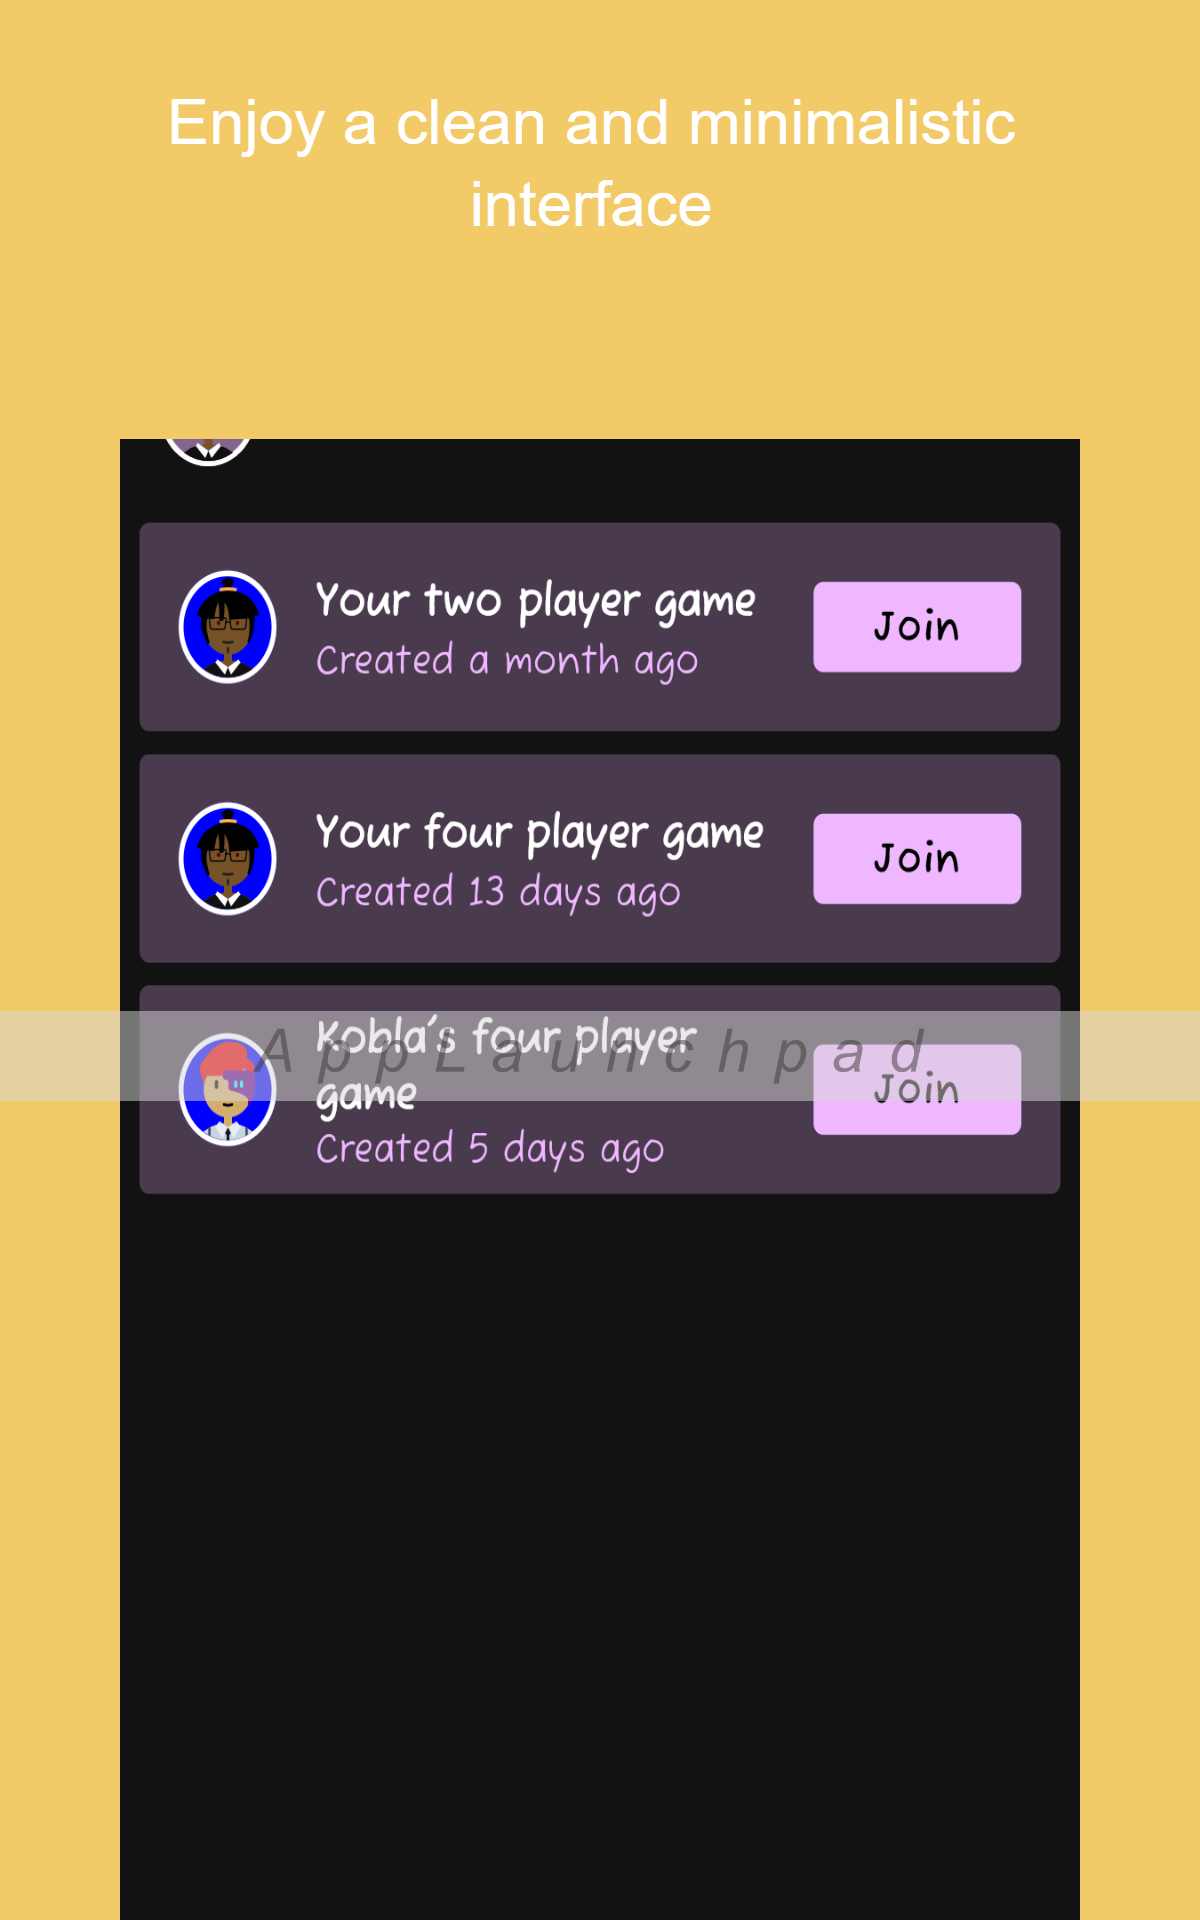 Enjoy a clean and minimalistic
interface
Your two player game
Created a month ago
Join
Your four player game
Created 13 days ago
Join
Kobla's four player
game
Created 5 days ago
Join
AppLaunchpad